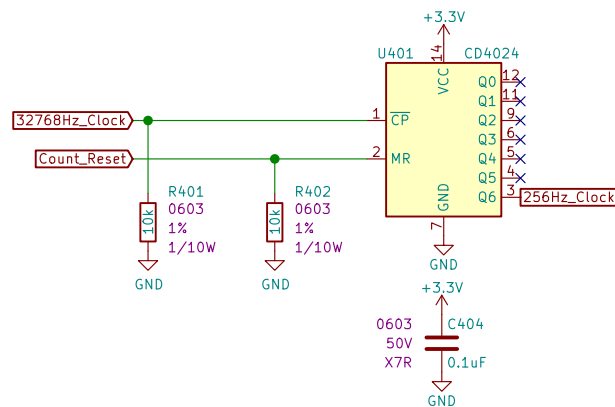 +3.3V
U401
CD4024
14
VCC
32768Hz_Clock
1
CP
Count_Reset
2
MR
Q0
12
Q1
11
Q2
9
Q3
6
Q4
5
Q5
4
Q6
3
256Hz_Clock
GND
7
GND
R401
10k
0603
1%
1/10W
GND
R402
10k
0603
1%
1/10W
GND
+3.3V
0603
C404
50V
X7R
0.1uF
GND